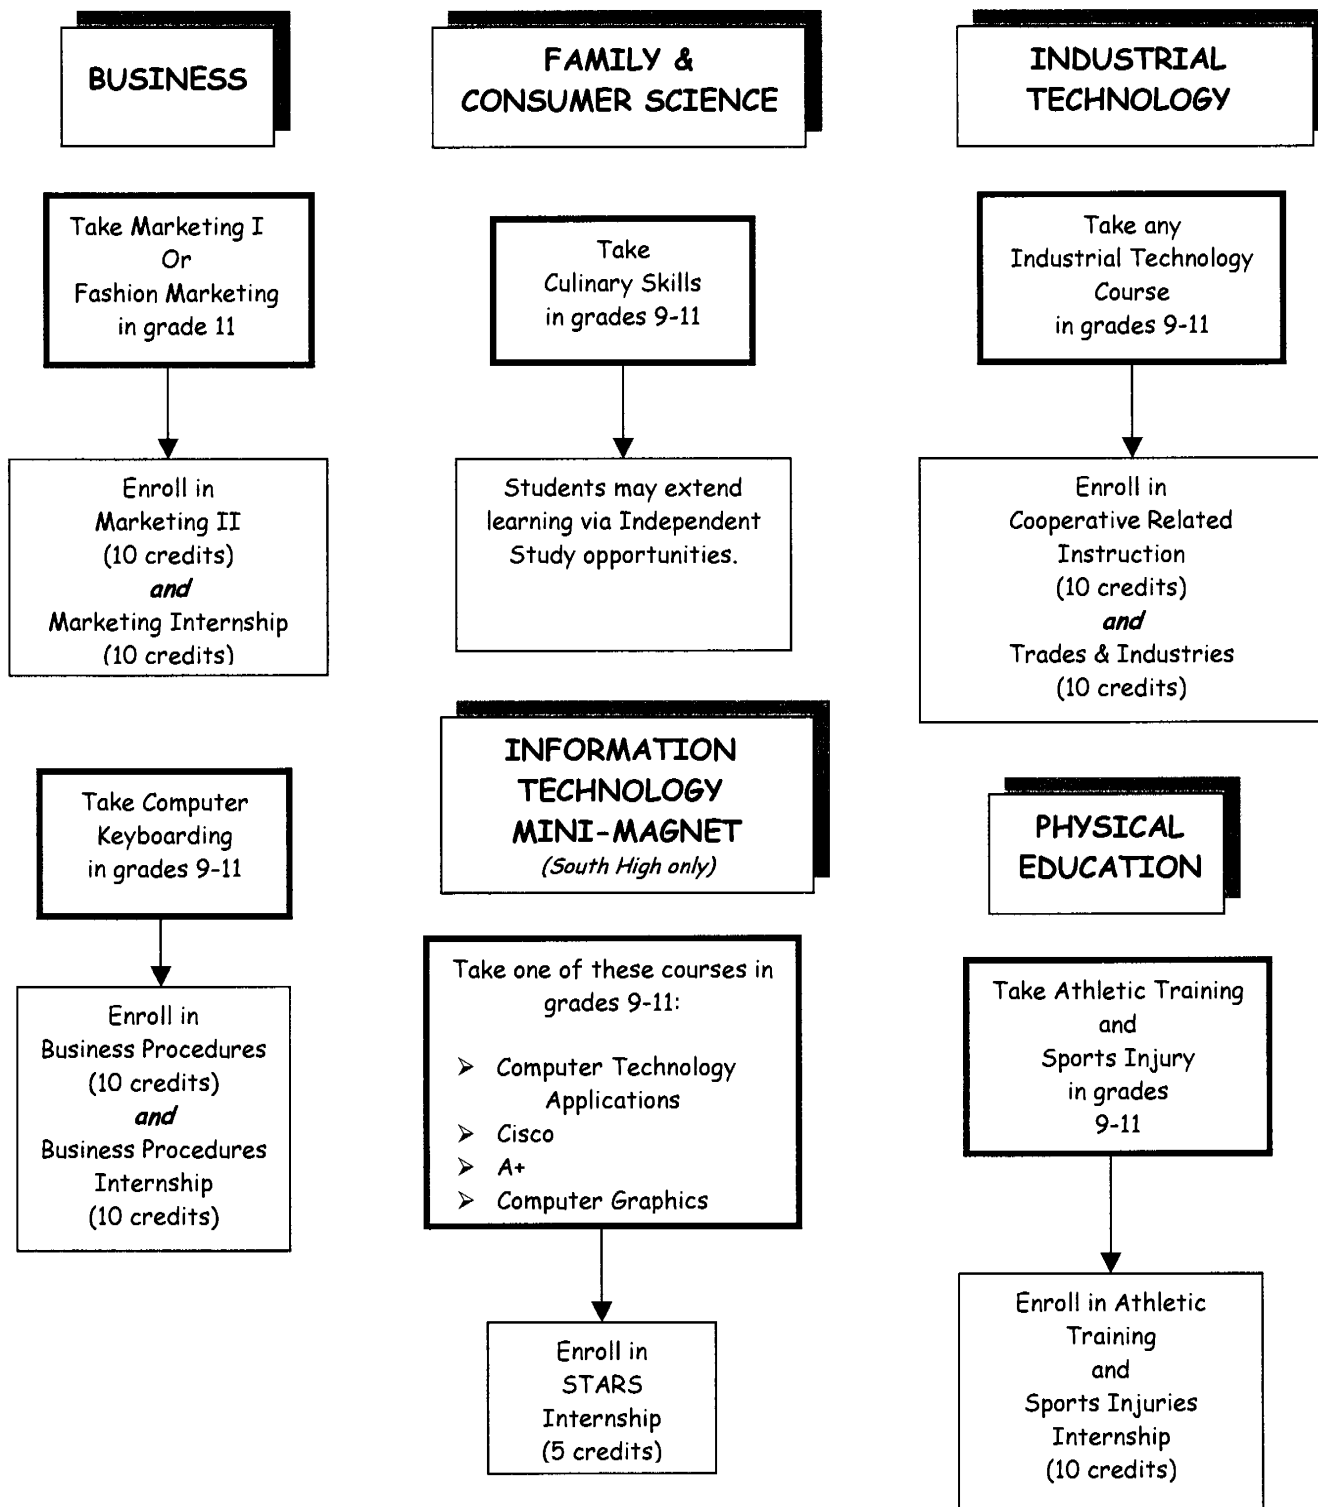 BUSINESS
Take Marketing I
Or
Fashion Marketing
in grade 11
Enroll in
Marketing II
(10 credits)
and
Marketing Internship
(10 credits)
Take Computer
Keyboarding
in grades 9-11
Enroll in
Business Procedures
(10 credits)
and
Business Procedures
Internship
(10 credits)
FAMILY &
CONSUMER SCIENCE
Take
Culinary Skills
in grades 9-11
Students may extend
learning via Independent
Study opportunities.
INFORMATION
TECHNOLOGY
MINI-MAGNET
(South High only)
Take one of these courses in
grades 9-11:
➢ Computer Technology
Applications
➢ Cisco
➢ A+
➢ Computer Graphics
Enroll in
STARS
Internship
(5 credits)
INDUSTRIAL
TECHNOLOGY
Take any
Industrial Technology
Course
in grades 9-11
Enroll in
Cooperative Related
Instruction
(10 credits)
and
Trades & Industries
(10 credits)
PHYSICAL
EDUCATION
Take Athletic Training
and
Sports Injury
in grades
9-11
Enroll in Athletic
Training
and
Sports Injuries
Internship
(10 credits)